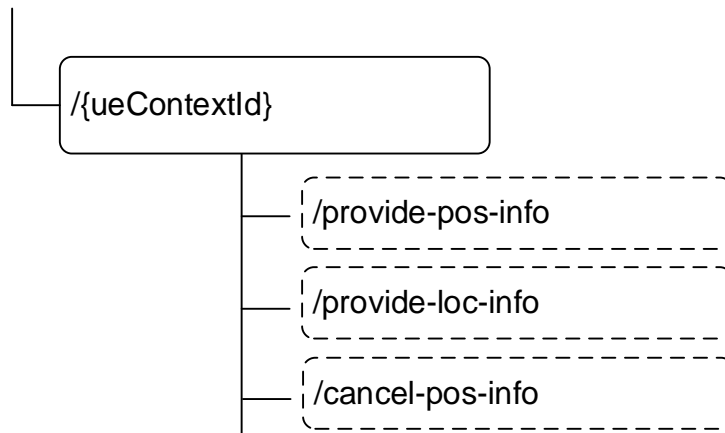 /{ueContextId}
/provide-pos-info
/provide-loc-info
/cancel-pos-info